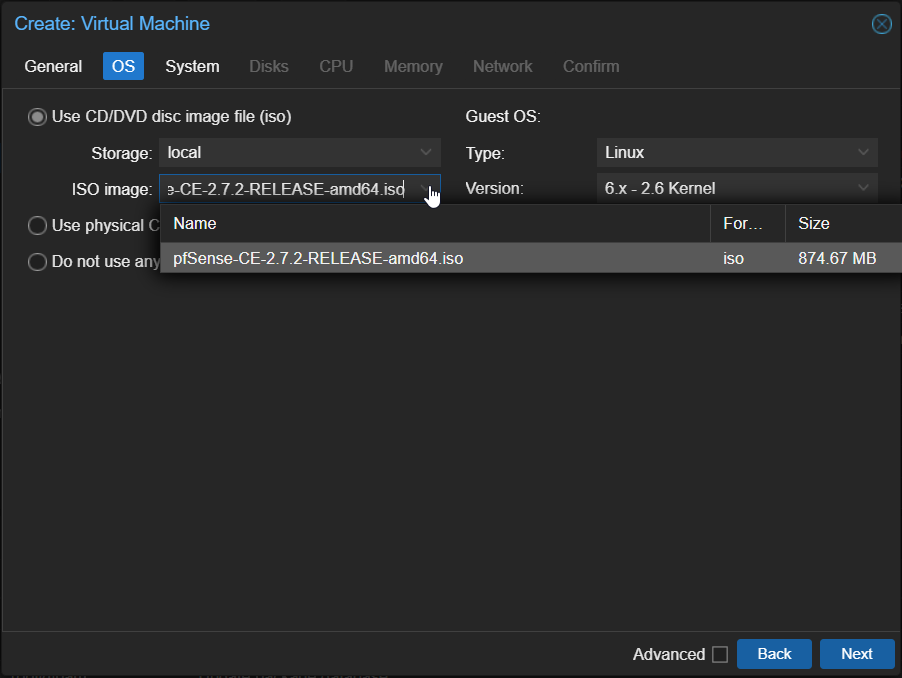 Create: Virtual Machine
General OS System Disks CPU Memory Network Confirm
Use CD/DVD disc image file (iso) Guest OS:
Storage: local Type: Linux
ISO image: e-CE-2.7.2-RELEASE-amd64.iso Version: 6.x - 2.6 Kernel
Use physical C
Name For... Size
Do not use any
pfSense-CE-2.7.2-RELEASE-amd64.iso iso 874.67 MB
Advanced Back Next